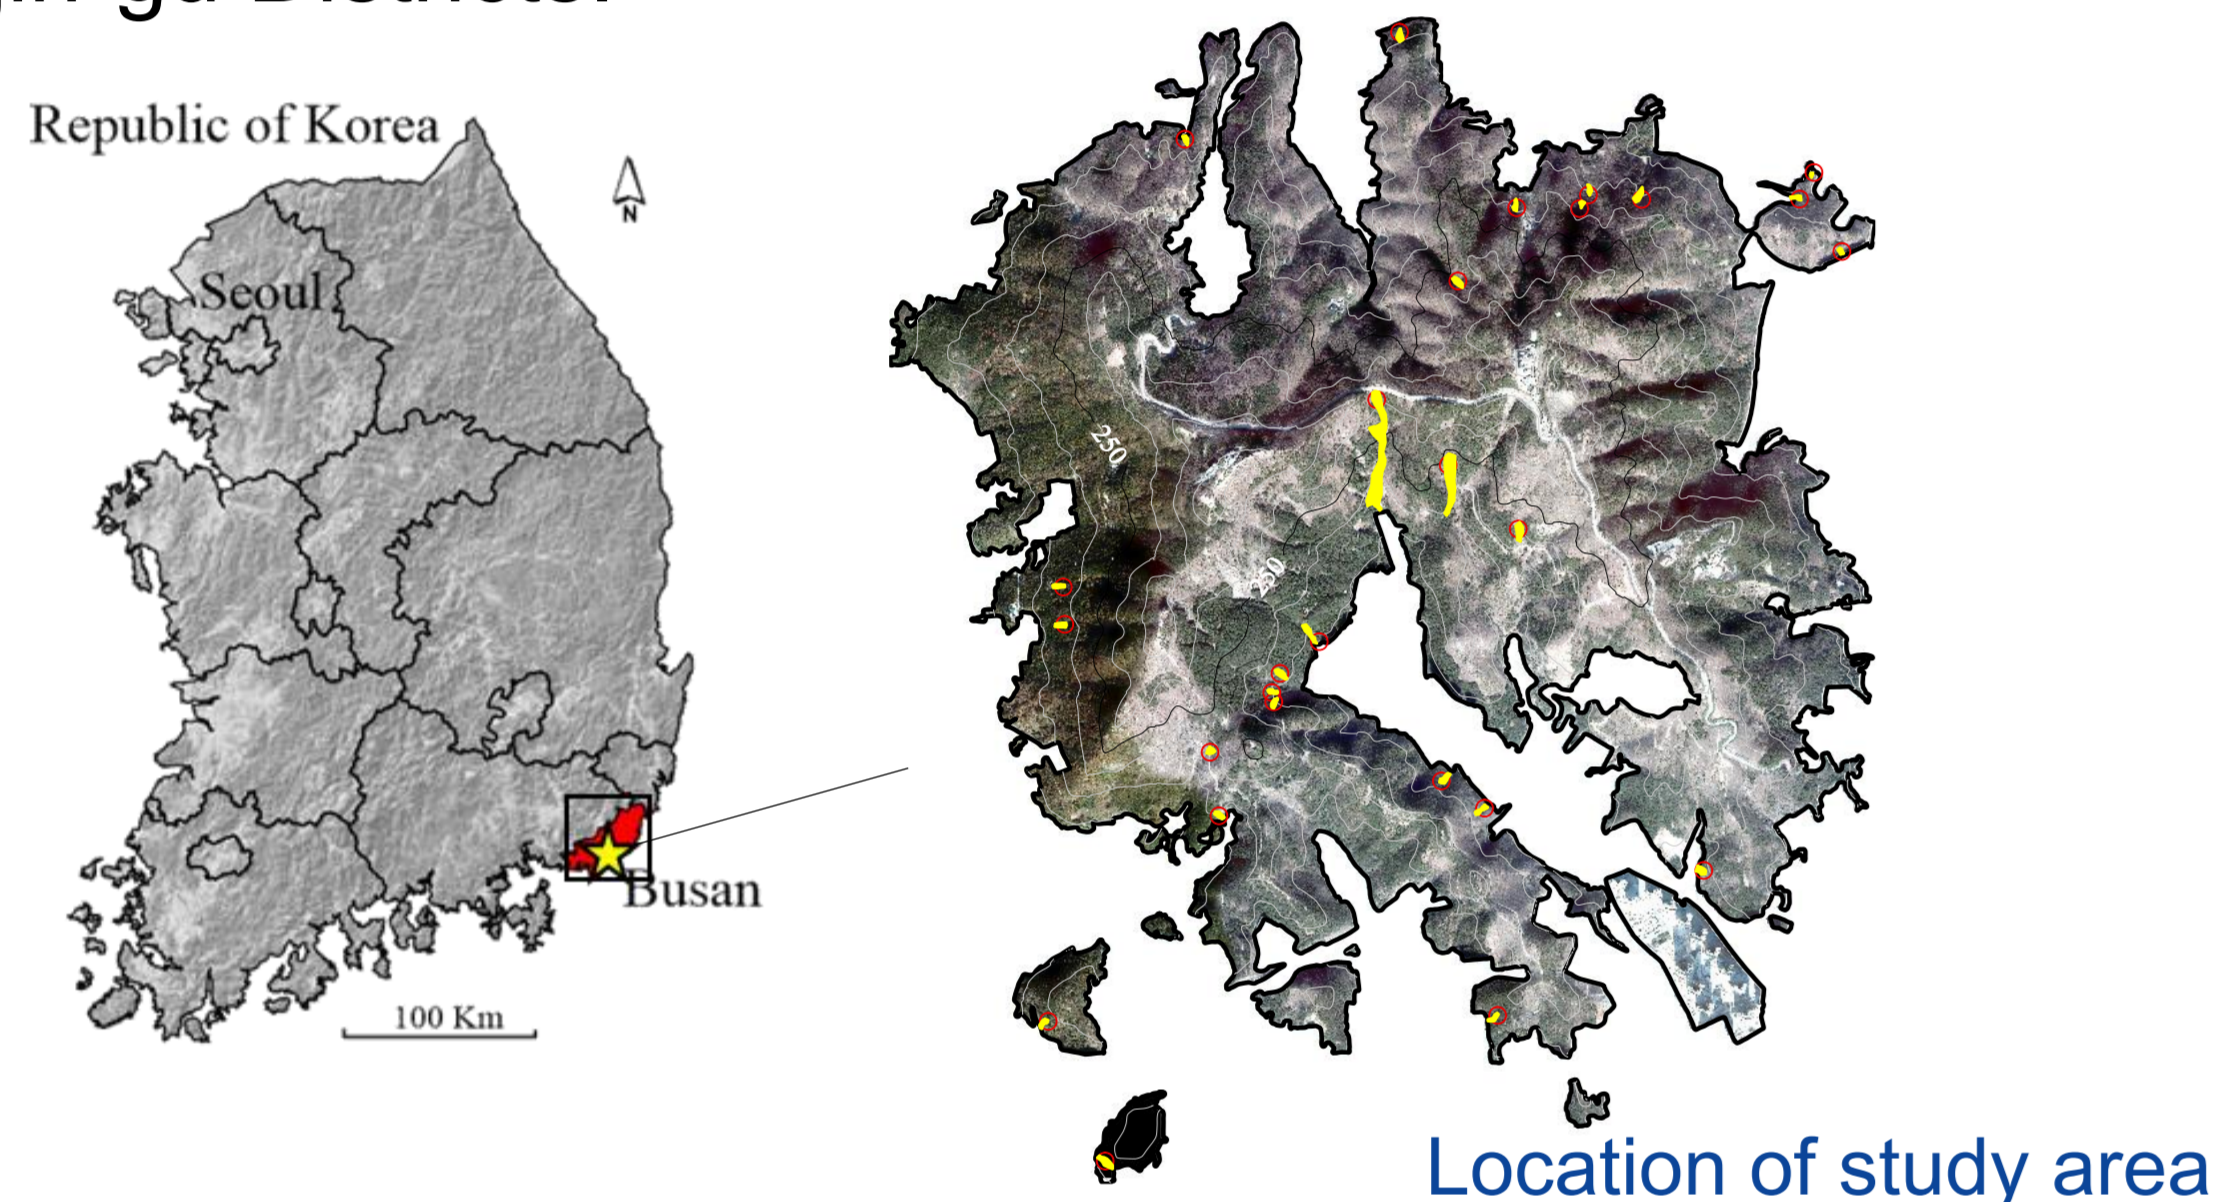 Republic of Korea
N
Seoul
250
250
Busan
100 Km
Location of study area